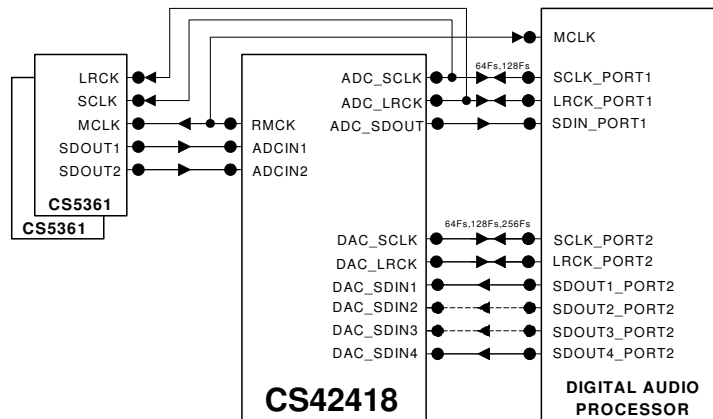 LRCK
SCLK
MCLK
SDOUT1
SDOUT2
CS5361
CS5361
RMCK
ADCIN1
ADCIN2
ADC_SCLK
ADC_LRCK
ADC_SDOUT
DAC_SCLK
DAC_LRCK
DAC_SDIN1
DAC_SDIN2
DAC_SDIN3
DAC_SDIN4
CS42418
64Fs,128Fs
64Fs,128Fs,256Fs
MCLK
SCLK_PORT1
LRCK_PORT1
SDIN_PORT1
SCLK_PORT2
LRCK_PORT2
SDOUT1_PORT2
SDOUT2_PORT2
SDOUT3_PORT2
SDOUT4_PORT2
DIGITAL AUDIO
PROCESSOR